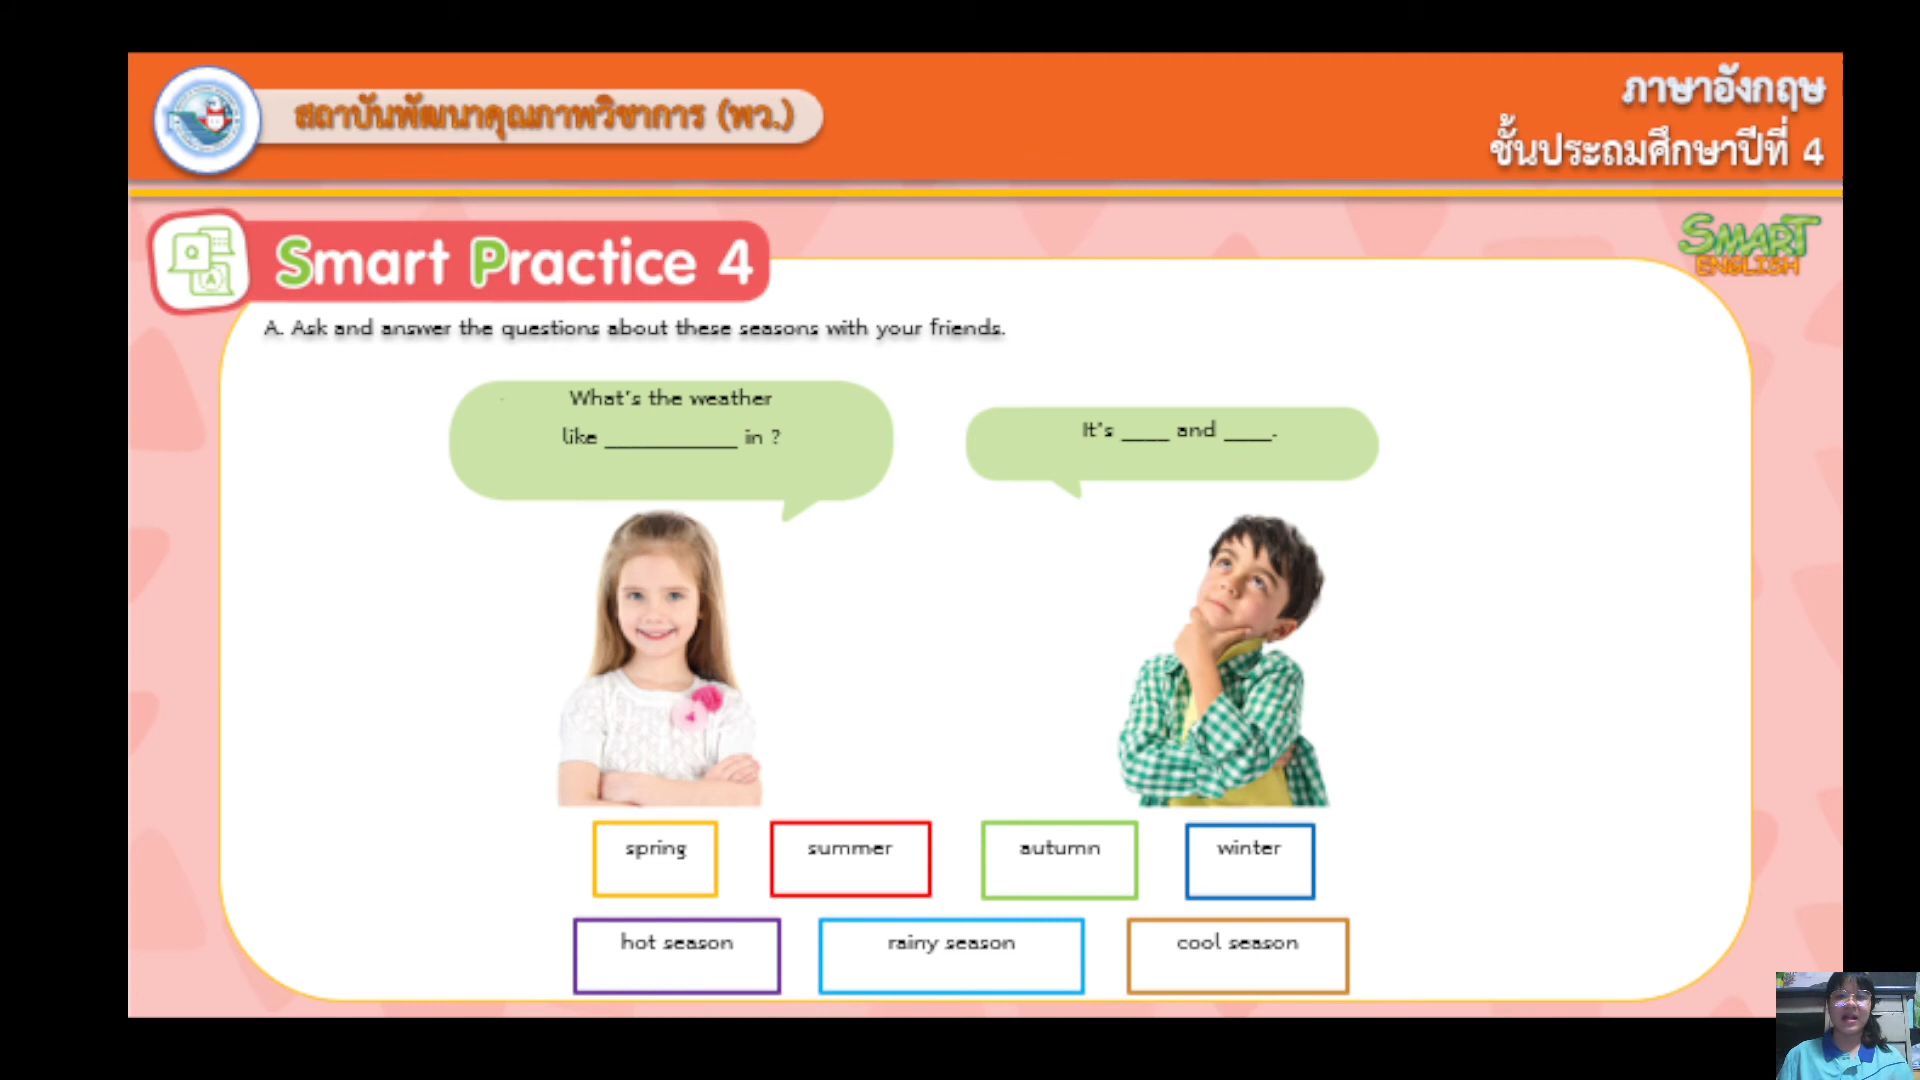 สถาบันพัฒนาคุณภาพวิชาการ (พว.)
ภาษาอังกฤษ
ชั้นประถมศึกษาปีที่ 4
Smart Practice 4
SMART
ENGLISH
A. Ask and answer the questions about these seasons with your friends.
What's the weather
like ___________ in ?
It's ____ and ____.
spring
summer
autumn
winter
hot season
rainy season
cool season